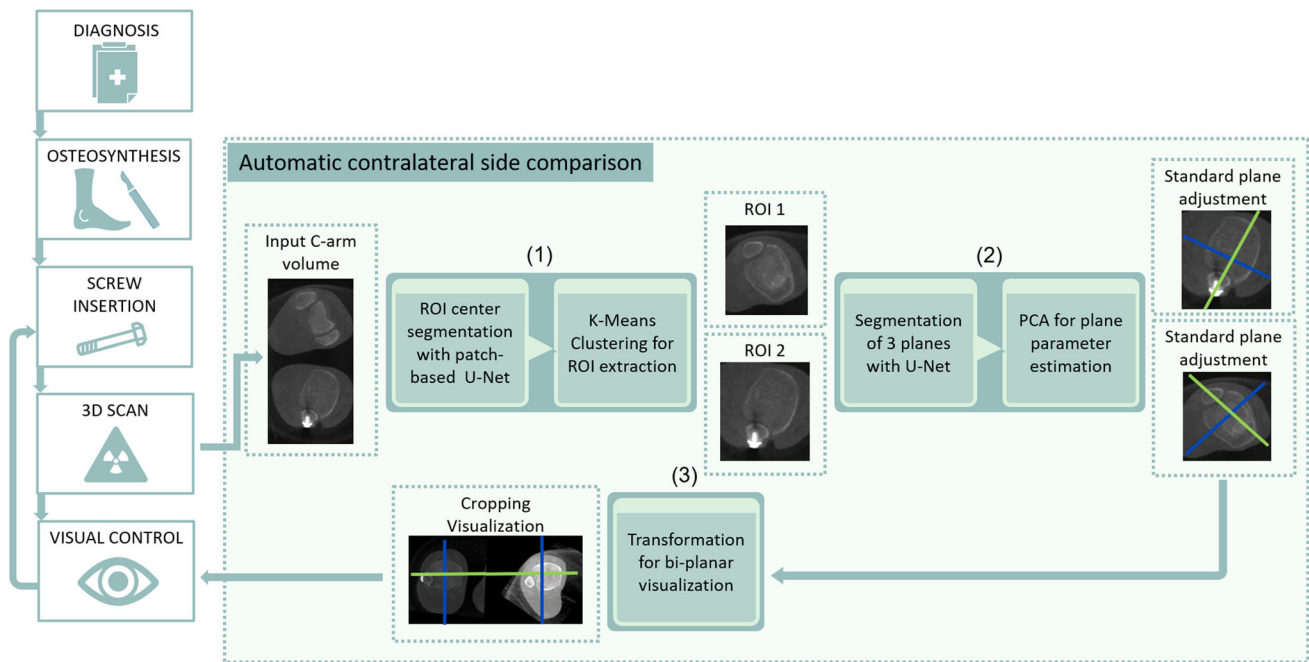 DIAGNOSIS
OSTEOSYNTHESIS
SCREW
INSERTION
3D SCAN
VISUAL CONTROL
Automatic contralateral side comparison
Input C-arm
volume
(1)
ROI center
segmentation
with patch-
based U-Net
K-Means
Clustering for
ROI extraction
ROI 1
ROI 2
(2)
Segmentation
of 3 planes
with U-Net
PCA for plane
parameter
estimation
Standard plane
adjustment
Standard plane
adjustment
(3)
Transformation
for bi-planar
visualization
Cropping
Visualization